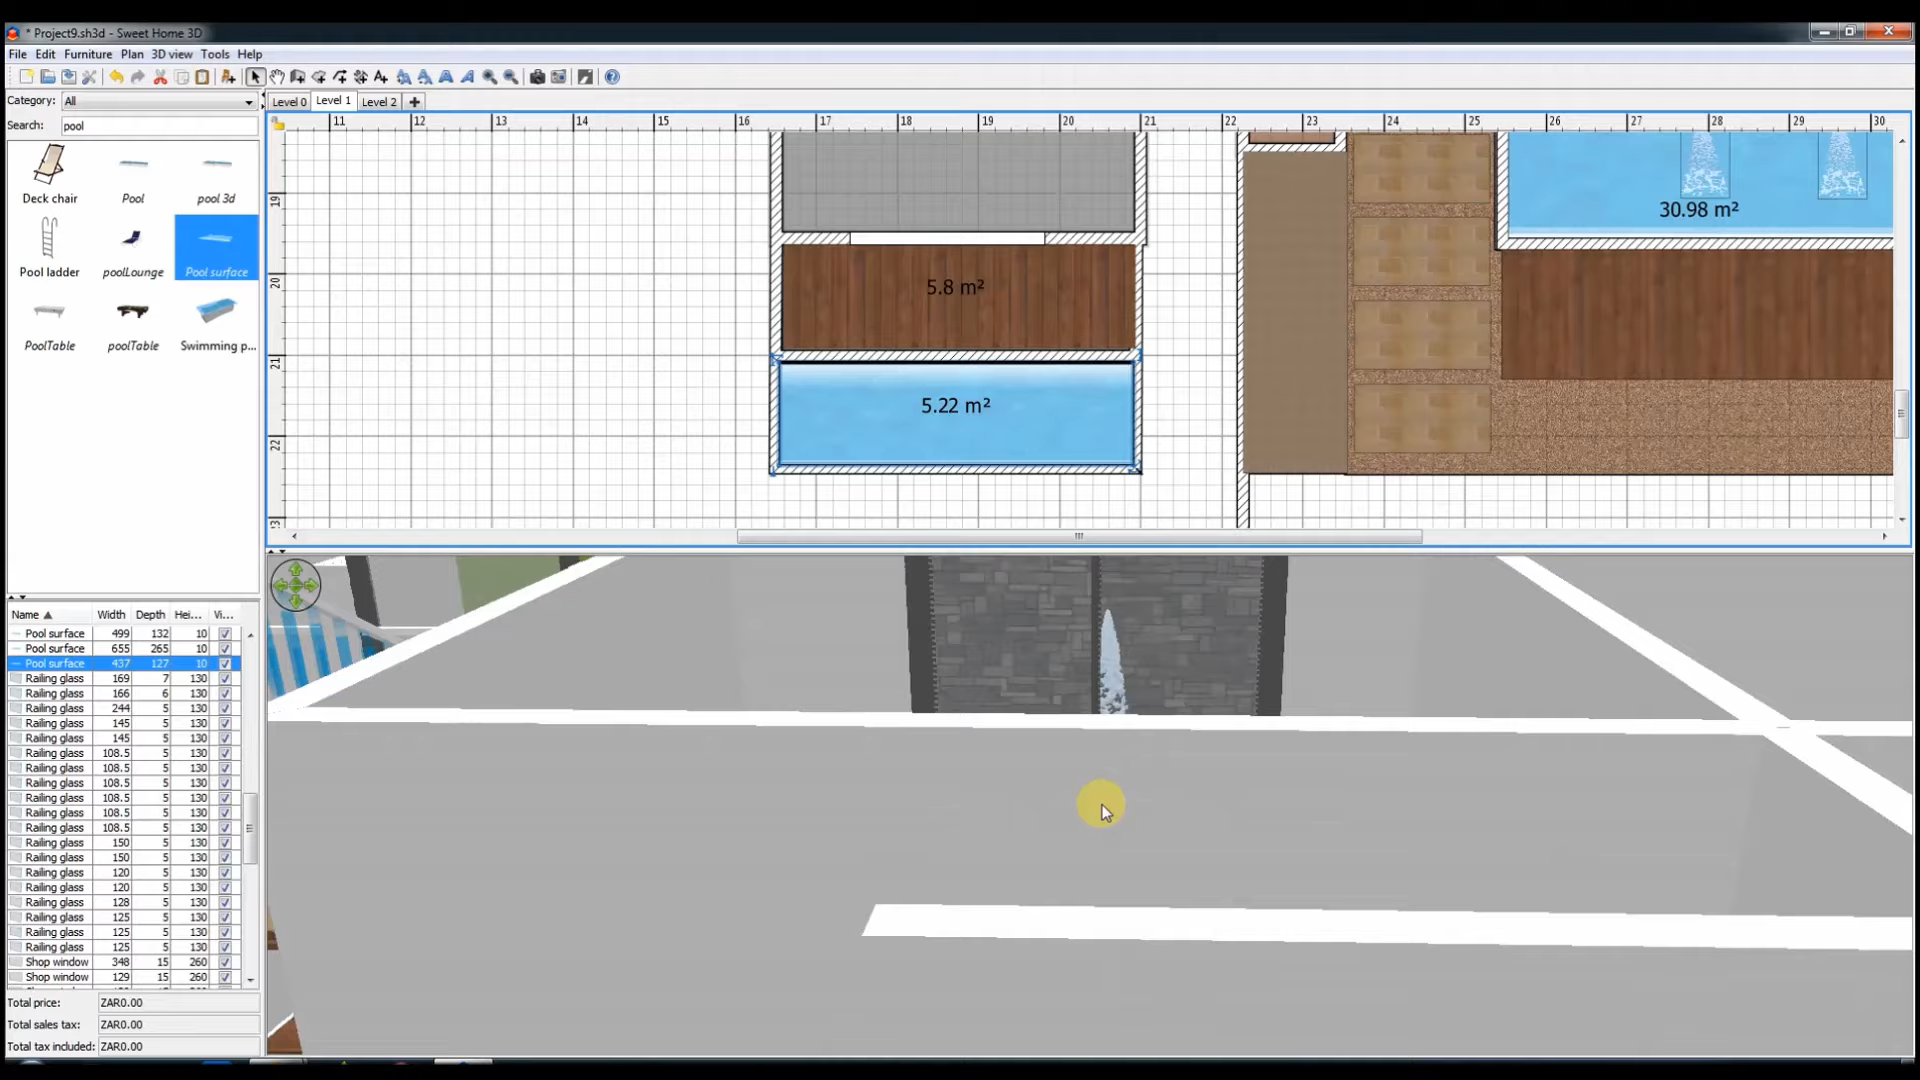 * Project9.sh3d - Sweet Home 3D
File Edit Furniture Plan 3D view Tools Help
Category: All
Search: pool
Deck chair Pool pool 3d
Pool ladder poolLounge Pool surface
PoolTable poolTable Swimming p...
Level 0 Level 1 Level 2
11 12 13 14 15 16 17 18 19 20 21 22 23 24 25 26 27 28 29 30
19
20
21
22
30.98 m²
5.8 m²
5.22 m²
Name Width Depth Hei... Vi...
Pool surface 499 132 10
Pool surface 655 265 10
Pool surface 437 127 10
Railing glass 169 7 130
Railing glass 166 6 130
Railing glass 244 5 130
Railing glass 145 5 130
Railing glass 145 5 130
Railing glass 108.5 5 130
Railing glass 108.5 5 130
Railing glass 108.5 5 130
Railing glass 108.5 5 130
Railing glass 108.5 5 130
Railing glass 108.5 5 130
Railing glass 150 5 130
Railing glass 150 5 130
Railing glass 120 5 130
Railing glass 120 5 130
Railing glass 128 5 130
Railing glass 125 5 130
Railing glass 125 5 130
Railing glass 125 5 130
Shop window 348 15 260
Shop window 129 15 260
Total price: ZAR0.00
Total sales tax: ZAR0.00
Total tax included: ZAR0.00